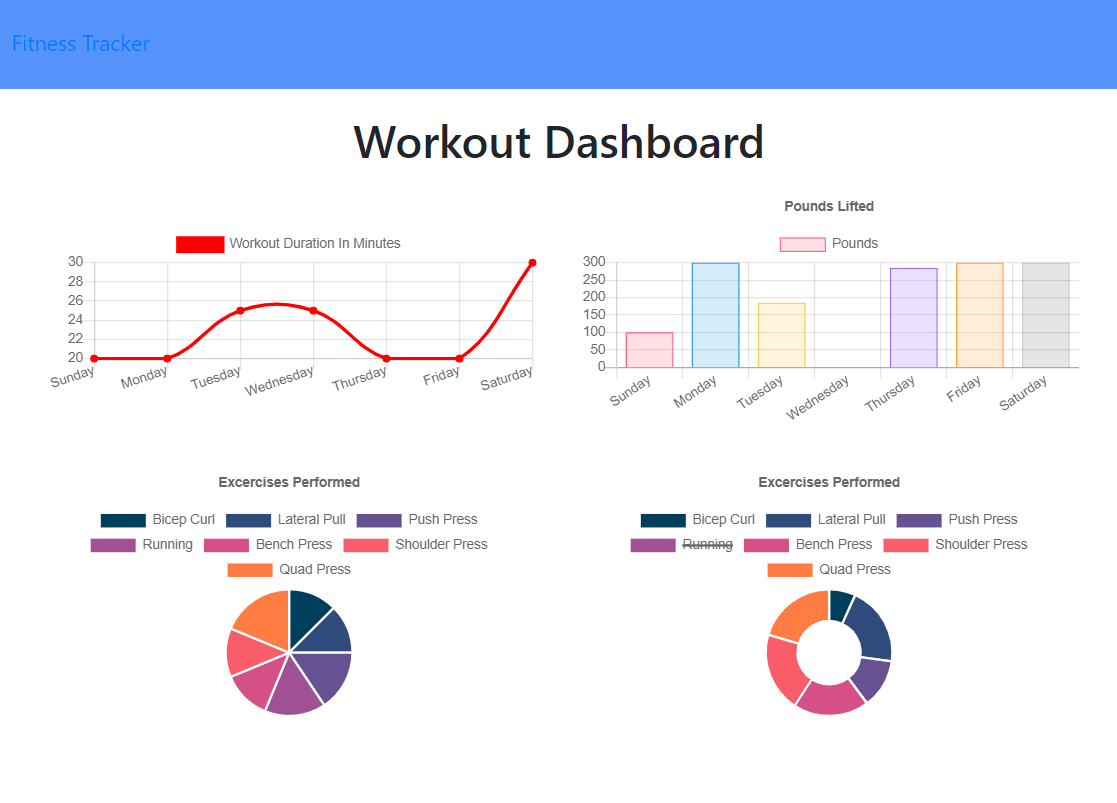 Fitness Tracker
Workout Dashboard
Workout Duration In Minutes
30
28
26
24
22
20
Sunday Monday Tuesday Wednesday Thursday Friday Saturday
Pounds Lifted
Pounds
300
250
200
150
100
50
0
Sunday Monday Tuesday Wednesday Thursday Friday Saturday
Excercises Performed
Bicep Curl Lateral Pull Push Press
Running Bench Press Shoulder Press
Quad Press
Excercises Performed
Bicep Curl Lateral Pull Push Press
Running Bench Press Shoulder Press
Quad Press